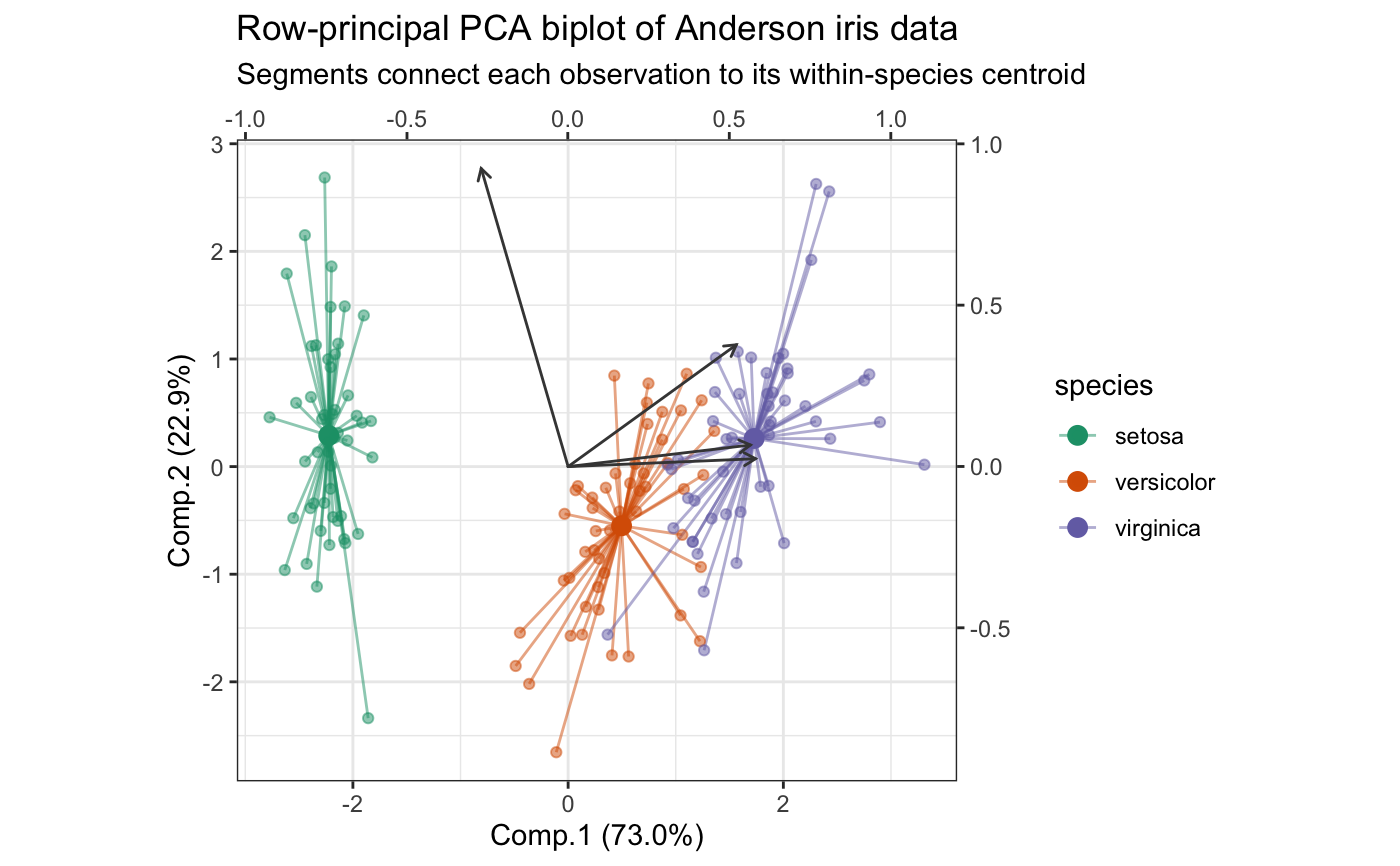 Row-principal PCA biplot of Anderson iris data
Segments connect each observation to its within-species centroid
-1.0 -0.5 0.0 0.5 1.0
3 1.0
2
0.5
1
0 0.0
-1
-0.5
-2
-2 0 2
Comp.2 (22.9%)
Comp.1 (73.0%)
species
setosa
versicolor
virginica